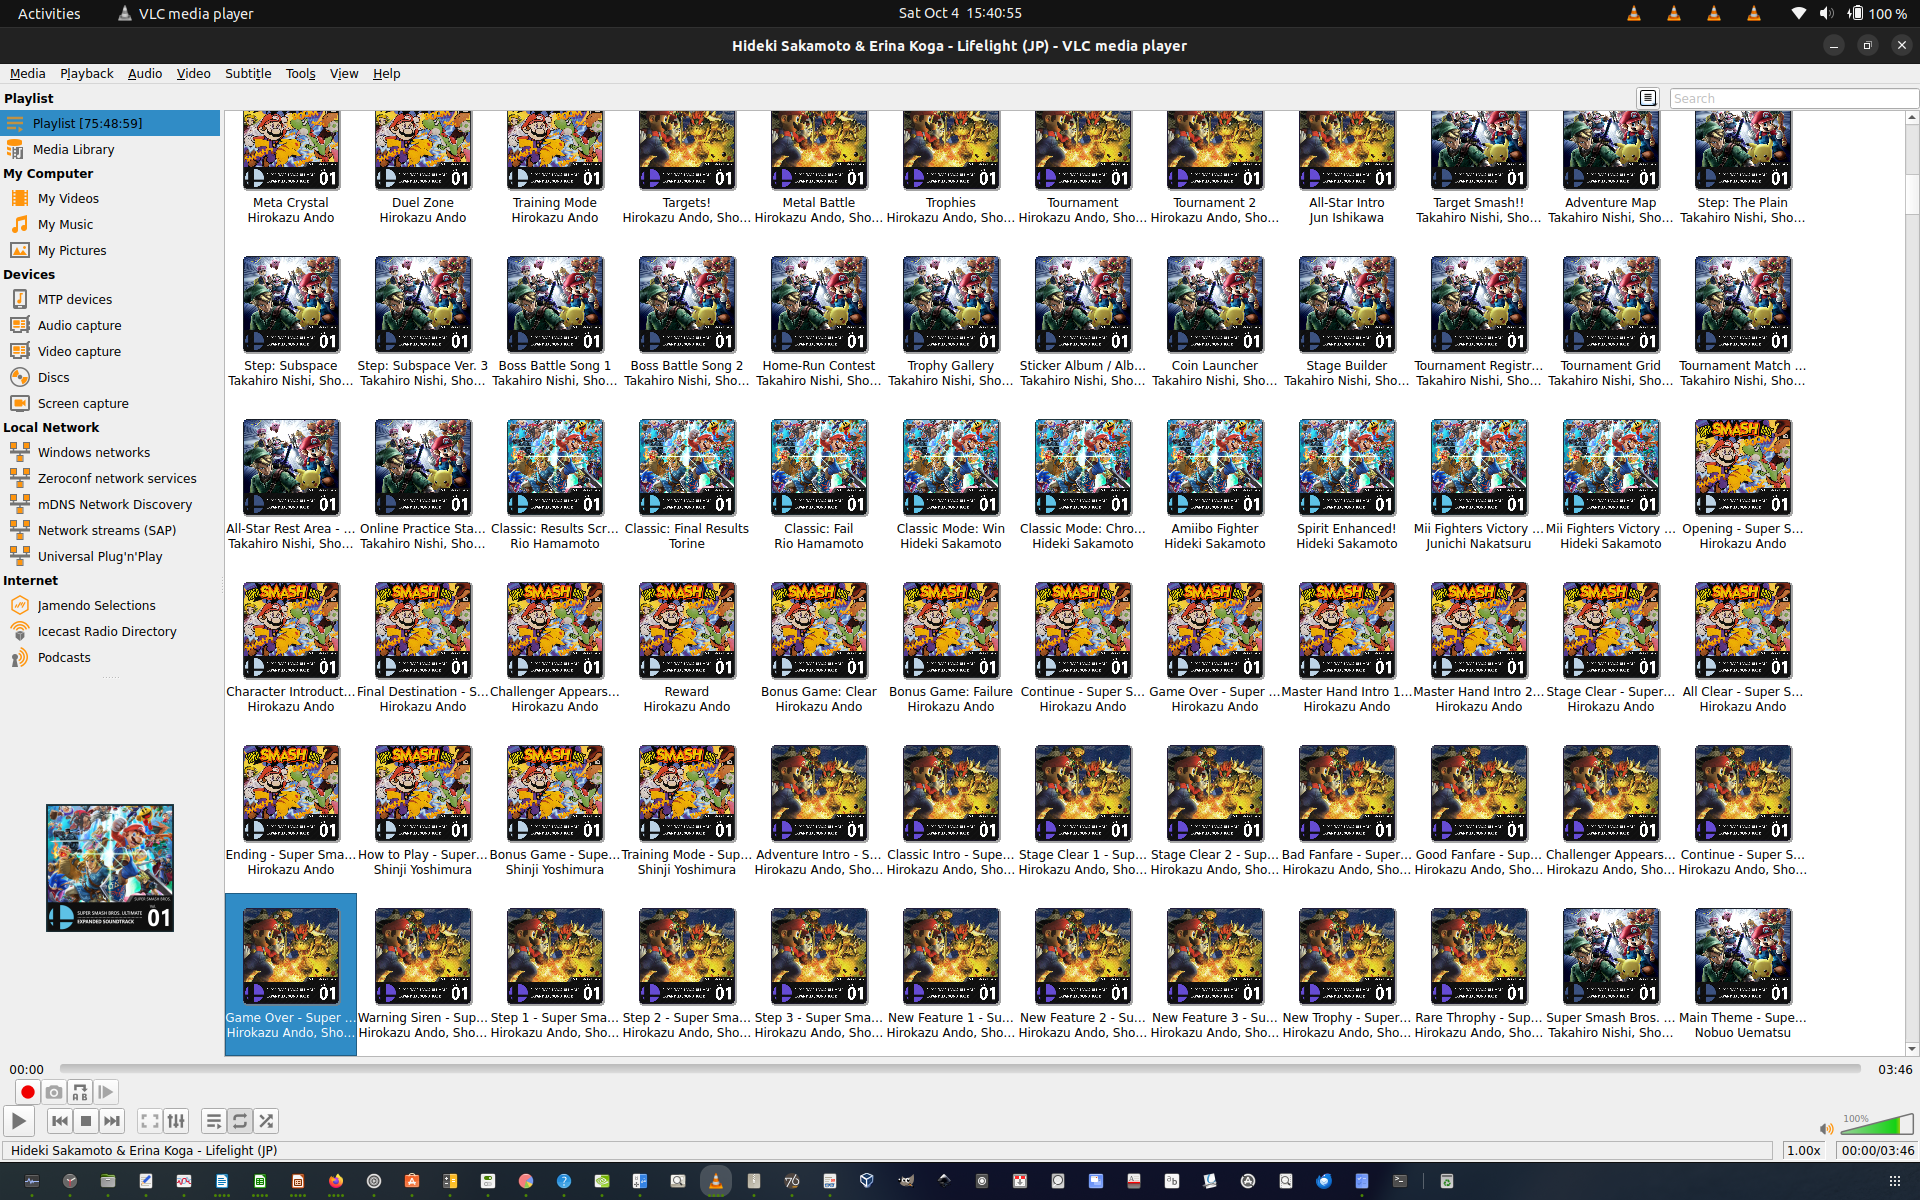 Activities
VLC media player
Sat Oct 4 15:40:55
100 %
Hideki Sakamoto & Erina Koga - Lifelight (JP) - VLC media player
Media Playback Audio Video Subtitle Tools View Help
Playlist
Search
Playlist [75:48:59]
Media Library
My Computer
My Videos
My Music
My Pictures
Devices
MTP devices
Audio capture
Video capture
Discs
Screen capture
Local Network
Windows networks
Zeroconf network services
mDNS Network Discovery
Network streams (SAP)
Universal Plug'n'Play
Internet
Jamendo Selections
Icecast Radio Directory
Podcasts
Meta Crystal Duel Zone Training Mode Targets! Metal Battle Trophies Tournament Tournament 2 All-Star Intro Target Smash!! Adventure Map Step: The Plain
Hirokazu Ando Hirokazu Ando Hirokazu Ando Hirokazu Ando, Sho... Hirokazu Ando, Sho... Hirokazu Ando, Sho... Hirokazu Ando, Sho... Hirokazu Ando, Sho... Jun Ishikawa Takahiro Nishi, Sho... Takahiro Nishi, Sho... Takahiro Nishi, Sho...
Step: Subspace Step: Subspace Ver. 3 Boss Battle Song 1 Boss Battle Song 2 Home-Run Contest Trophy Gallery Sticker Album / Alb... Coin Launcher Stage Builder Tournament Registr... Tournament Grid Tournament Match ...
Takahiro Nishi, Sho... Takahiro Nishi, Sho... Takahiro Nishi, Sho... Takahiro Nishi, Sho... Takahiro Nishi, Sho... Takahiro Nishi, Sho... Takahiro Nishi, Sho... Takahiro Nishi, Sho... Takahiro Nishi, Sho... Takahiro Nishi, Sho... Takahiro Nishi, Sho... Takahiro Nishi, Sho...
All-Star Rest Area - ... Online Practice Sta... Classic: Results Scr... Classic: Final Results Classic: Fail Classic Mode: Win Classic Mode: Chro... Amiibo Fighter Spirit Enhanced! Mii Fighters Victory ... Mii Fighters Victory ... Opening - Super S...
Takahiro Nishi, Sho... Takahiro Nishi, Sho... Rio Hamamoto Torine Rio Hamamoto Hideki Sakamoto Hideki Sakamoto Hideki Sakamoto Hideki Sakamoto Junichi Nakatsuru Hideki Sakamoto Hirokazu Ando
Character Introduct... Final Destination - S... Challenger Appears... Reward Bonus Game: Clear Bonus Game: Failure Continue - Super S... Game Over - Super ... Master Hand Intro 1... Master Hand Intro 2... Stage Clear - Super... All Clear - Super S...
Hirokazu Ando Hirokazu Ando Hirokazu Ando Hirokazu Ando Hirokazu Ando Hirokazu Ando Hirokazu Ando Hirokazu Ando Hirokazu Ando Hirokazu Ando Hirokazu Ando Hirokazu Ando
Ending - Super Sma... How to Play - Super... Bonus Game - Supe... Training Mode - Sup... Adventure Intro - S... Classic Intro - Supe... Stage Clear 1 - Sup... Stage Clear 2 - Sup... Bad Fanfare - Super... Good Fanfare - Sup... Challenger Appears... Continue - Super S...
Hirokazu Ando Shinji Yoshimura Shinji Yoshimura Shinji Yoshimura Hirokazu Ando, Sho... Hirokazu Ando, Sho... Hirokazu Ando, Sho... Hirokazu Ando, Sho... Hirokazu Ando, Sho... Hirokazu Ando, Sho... Hirokazu Ando, Sho... Hirokazu Ando, Sho...
Game Over - Super ... Warning Siren - Sup... Step 1 - Super Sma... Step 2 - Super Sma... Step 3 - Super Sma... New Feature 1 - Su... New Feature 2 - Su... New Feature 3 - Su... New Trophy - Super... Rare Throphy - Sup... Super Smash Bros. ... Main Theme - Supe...
Hirokazu Ando, Sho... Hirokazu Ando, Sho... Hirokazu Ando, Sho... Hirokazu Ando, Sho... Hirokazu Ando, Sho... Hirokazu Ando, Sho... Hirokazu Ando, Sho... Hirokazu Ando, Sho... Hirokazu Ando, Sho... Hirokazu Ando, Sho... Takahiro Nishi, Sho... Nobuo Uematsu
SUPER SMASH BROS. ULTIMATE
EXPANDED SOUNDTRACK
01
00:00
03:46
100%
Hideki Sakamoto & Erina Koga - Lifelight (JP)
1.00x
00:00/03:46